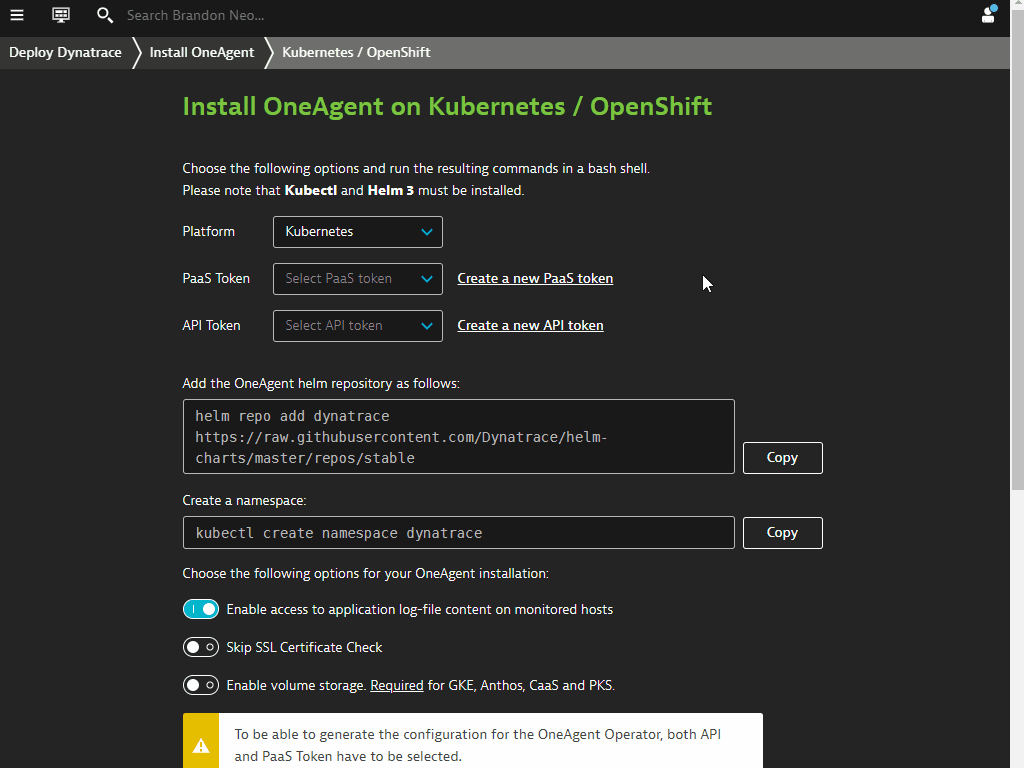 Search Brandon Neo...
Deploy Dynatrace
Install OneAgent
Kubernetes / OpenShift
Install OneAgent on Kubernetes / OpenShift
Choose the following options and run the resulting commands in a bash shell.
Please note that Kubectl and Helm 3 must be installed.
Platform
Kubernetes
PaaS Token
Select PaaS token
Create a new PaaS token
API Token
Select API token
Create a new API token
Add the OneAgent helm repository as follows:
helm repo add dynatrace
https://raw.githubusercontent.com/Dynatrace/helm-
charts/master/repos/stable
Copy
Create a namespace:
kubectl create namespace dynatrace
Copy
Choose the following options for your OneAgent installation:
Enable access to application log-file content on monitored hosts
Skip SSL Certificate Check
Enable volume storage. Required for GKE, Anthos, CaaS and PKS.
To be able to generate the configuration for the OneAgent Operator, both API
and PaaS Token have to be selected.